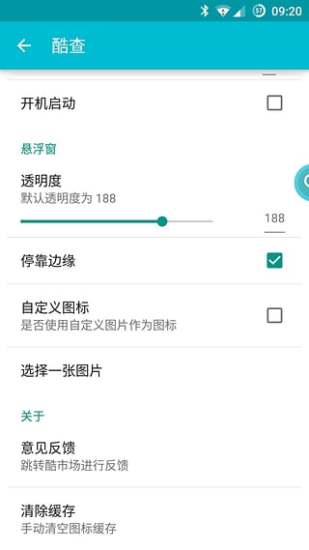 57 09:20
酷查
开机启动
悬浮窗
透明度
默认透明度为 188
188
停靠边缘
自定义图标
是否使用自定义图片作为图标
选择一张图片
关于
意见反馈
跳转酷市场进行反馈
清除缓存
手动清空图标缓存